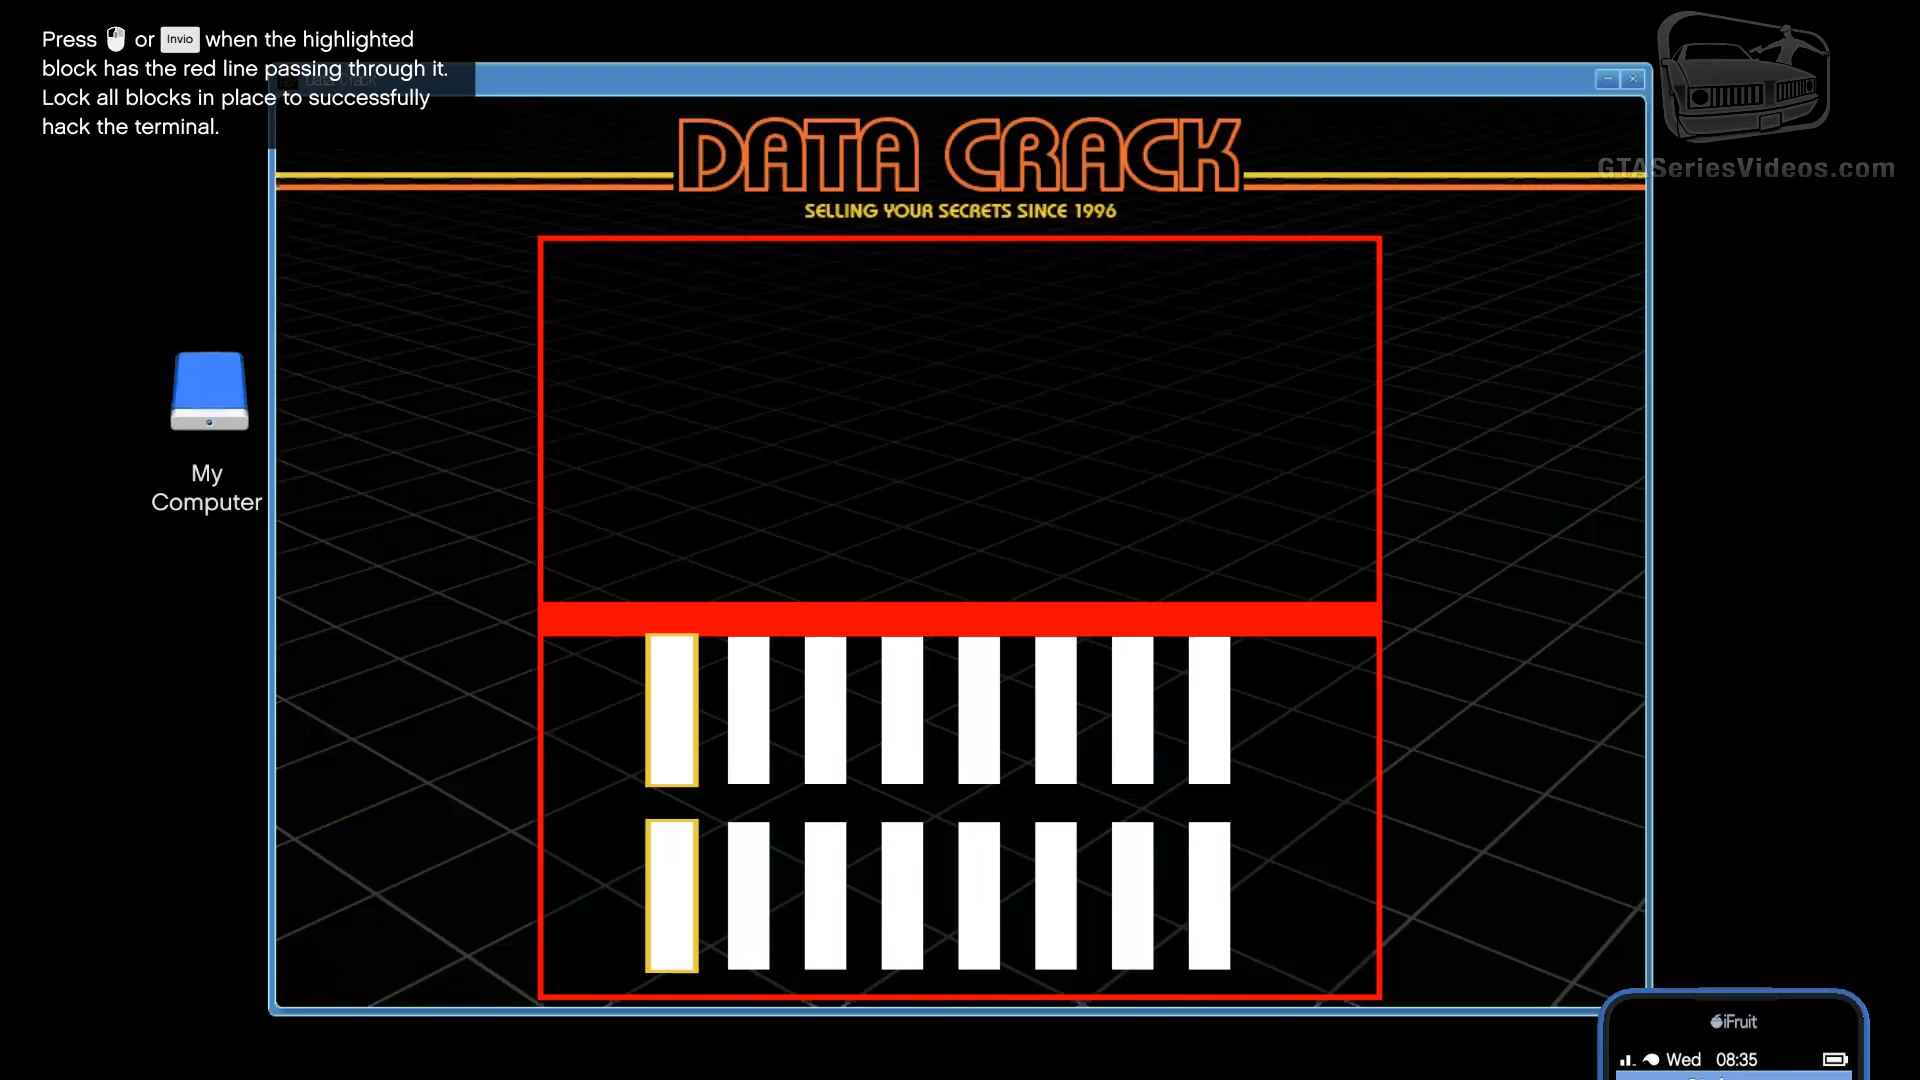 Press or Invio when the highlighted
block has the red line passing through it.
Lock all blocks in place to successfully
hack the terminal.
GTASeriesVideos.com
DATA CRACK
SELLING YOUR SECRETS SINCE 1996
My
Computer
iFruit
Wed 08:35